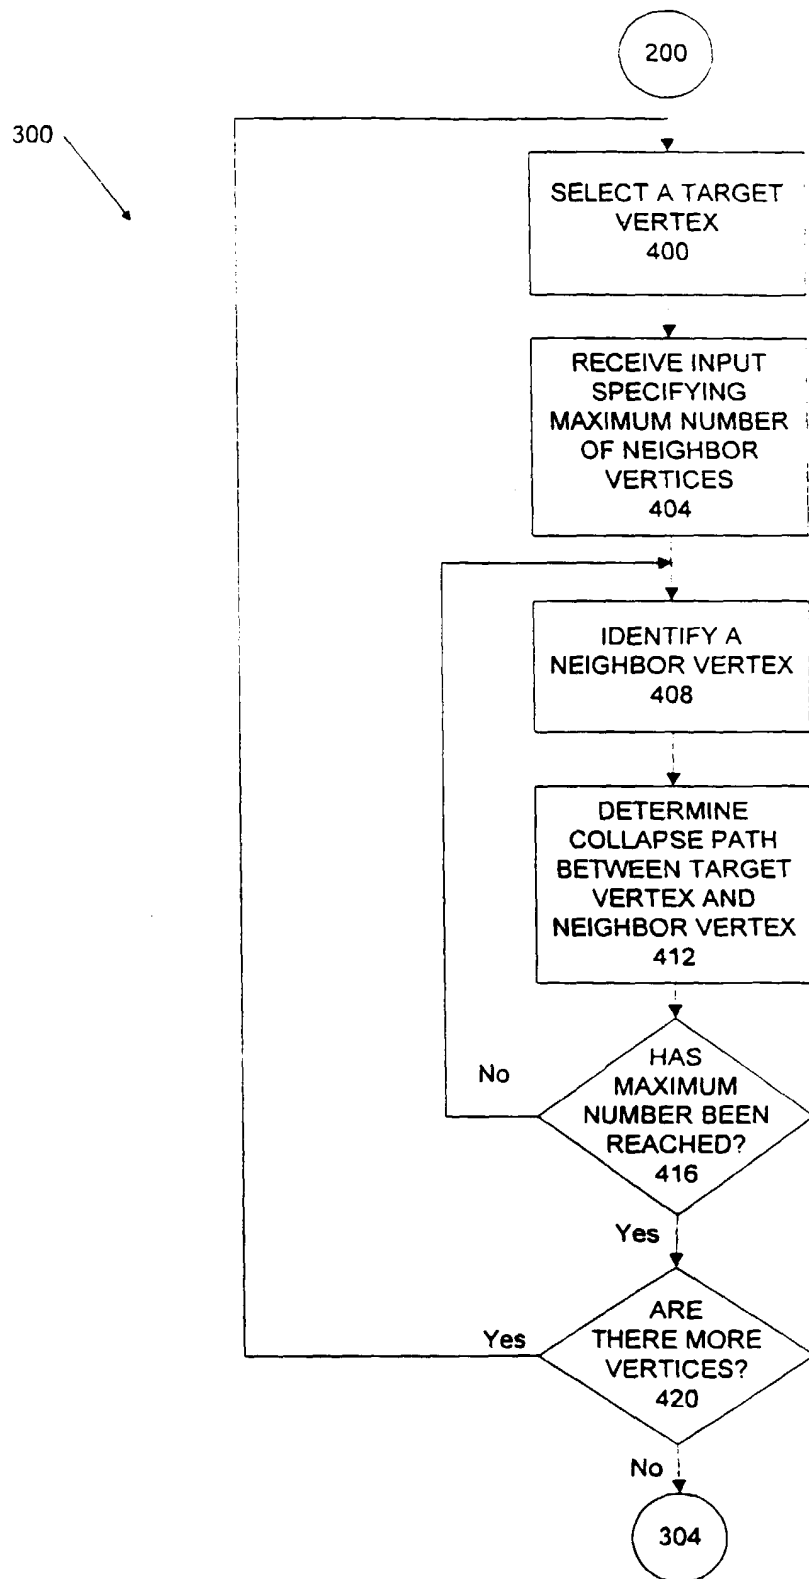 200
300
SELECT A TARGET
VERTEX
400
RECEIVE INPUT
SPECIFYING
MAXIMUM NUMBER
OF NEIGHBOR
VERTICES
404
IDENTIFY A
NEIGHBOR VERTEX
408
DETERMINE
COLLAPSE PATH
BETWEEN TARGET
VERTEX AND
NEIGHBOR VERTEX
412
No
HAS
MAXIMUM
NUMBER BEEN
REACHED?
416
Yes
Yes
ARE
THERE MORE
VERTICES?
420
No
304